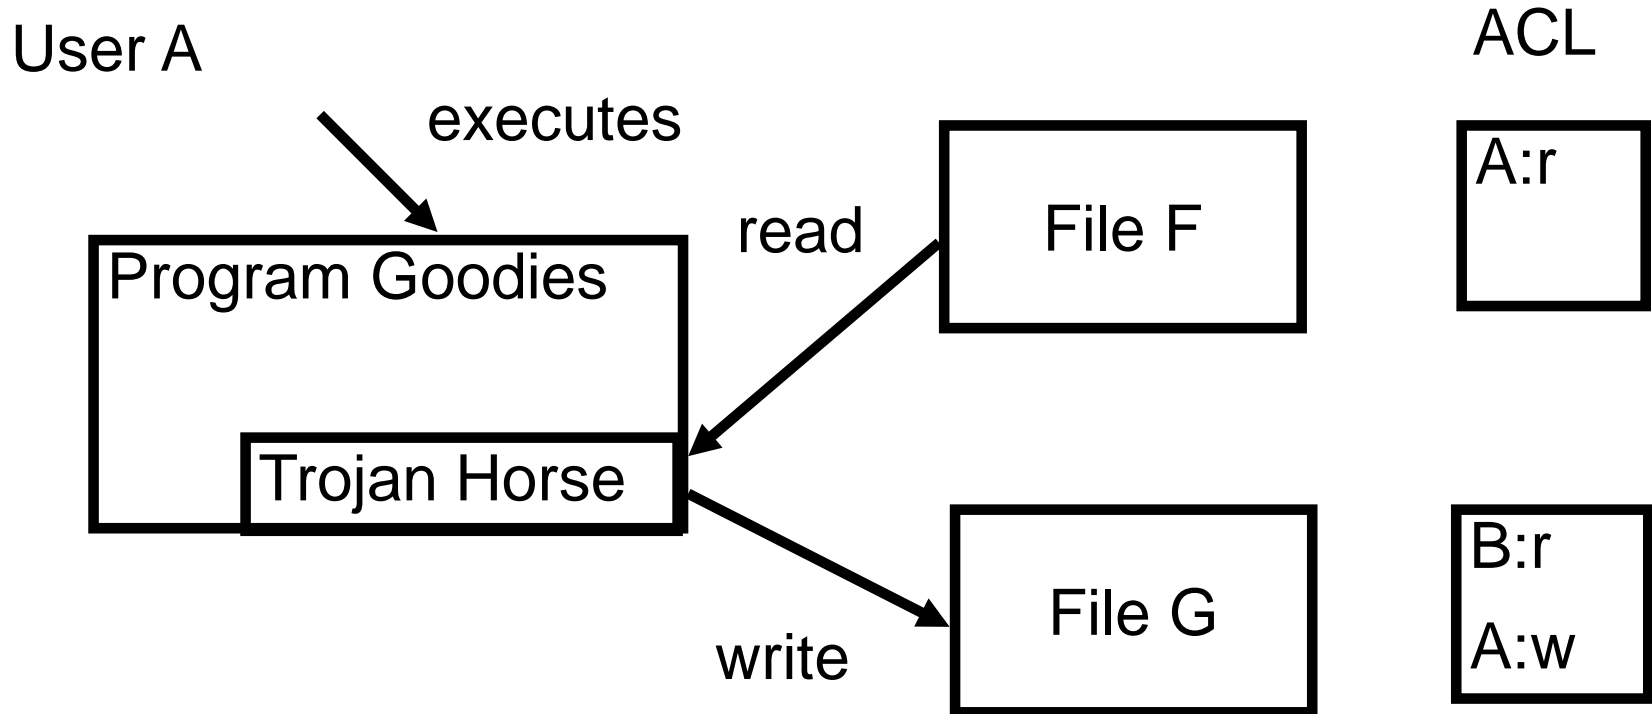 User A
ACL
executes
A:r
read
File F
Program Goodies
Trojan Horse
B:r
File G
A:w
write